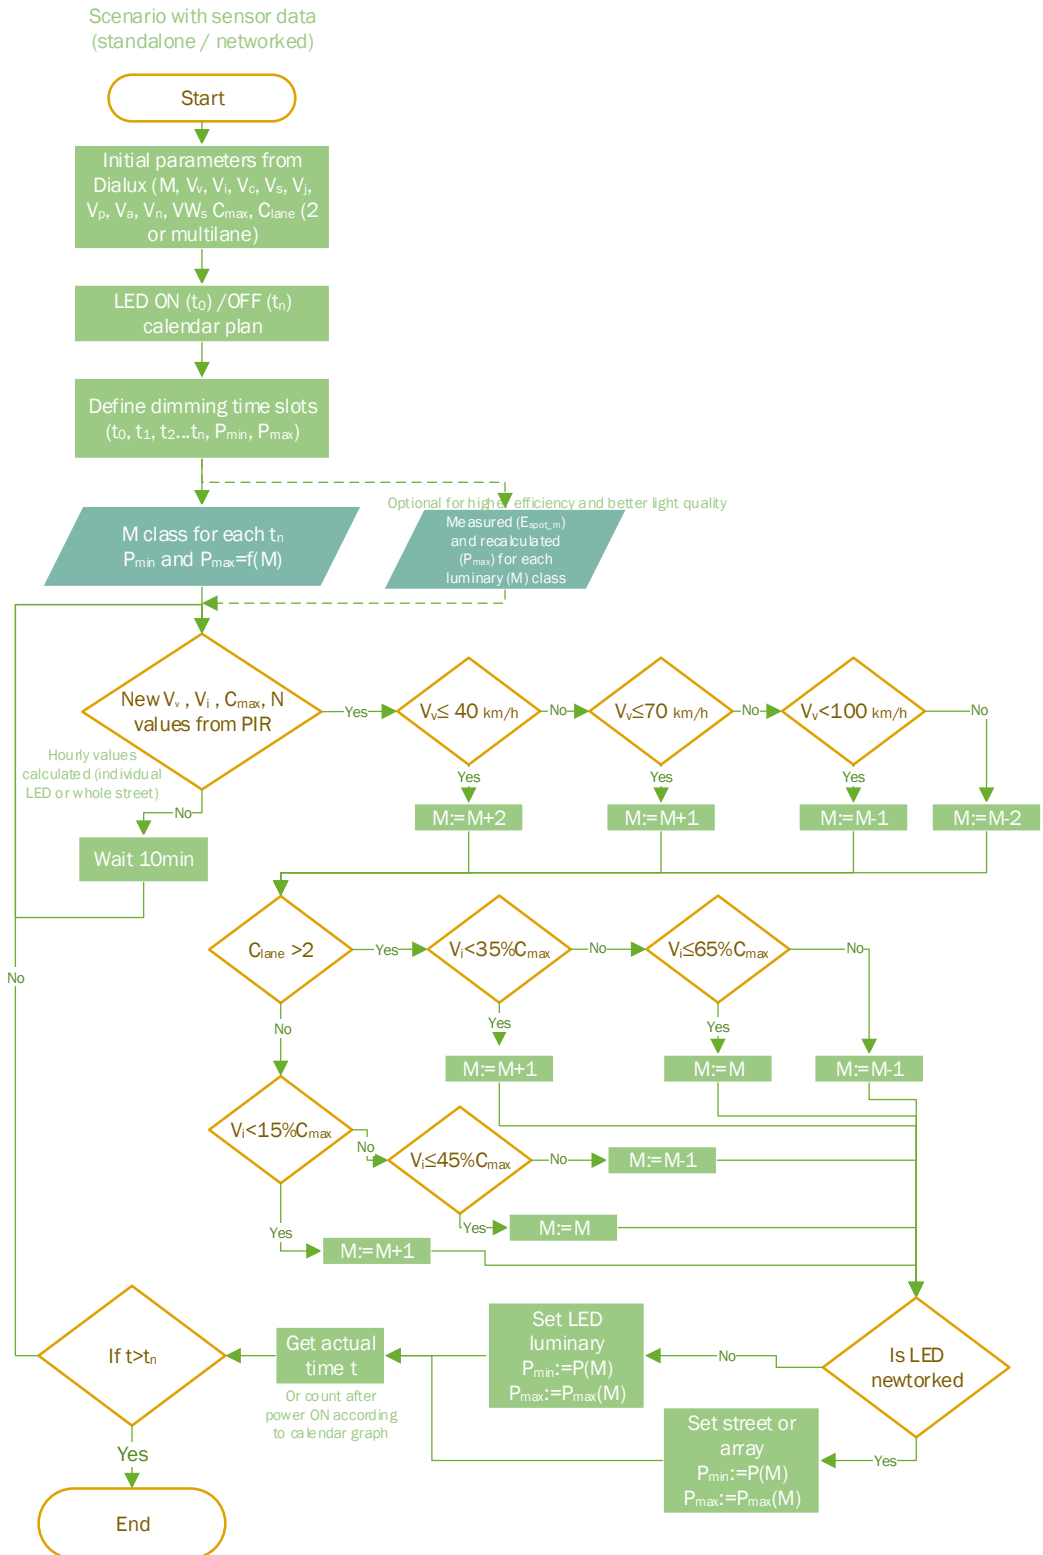 Scenario with sensor data
(standalone / networked)
Start
Initial parameters from
Dialux (M, Vᵥ, Vᵢ, V꜀, Vₛ, Vⱼ,
Vₚ, Vₐ, Vₙ, VWₛ Cₘₐₓ, Cₗₐₙₑ (2
or multilane)
LED ON (t₀) /OFF (tₙ)
calendar plan
Define dimming time slots
(t₀, t₁, t₂...tₙ, Pₘᵢₙ, Pₘₐₓ)
Optional for higher efficiency and better light quality
M class for each tₙ
Pₘᵢₙ and Pₘₐₓ=f(M)
Measured (Eₛₚₒₜ_ₘ)
and recalculated
(Pₘₐₓ) for each
luminary (M) class
New Vᵥ , Vᵢ , Cₘₐₓ, N
values from PIR
Yes
Vᵥ≤ 40 km/h
No
Vᵥ≤70 km/h
No
Vᵥ<100 km/h
No
Hourly values
calculated (individual
LED or whole street)
Yes
Yes
Yes
No
M:=M+2
M:=M+1
M:=M-1
M:=M-2
Wait 10min
Cₗₐₙₑ >2
Yes
Vᵢ<35%Cₘₐₓ
No
Vᵢ≤65%Cₘₐₓ
No
No
No
Yes
Yes
M:=M+1
M:=M
M:=M-1
Vᵢ<15%Cₘₐₓ
No
Vᵢ≤45%Cₘₐₓ
No
M:=M-1
Yes
Yes
M:=M
M:=M+1
If t>tₙ
Get actual
time t
Or count after
power ON according
to calendar graph
Set LED
luminary
Pₘᵢₙ:=P(M)
Pₘₐₓ:=Pₘₐₓ(M)
No
Is LED
newtorked
Set street or
array
Pₘᵢₙ:=P(M)
Pₘₐₓ:=Pₘₐₓ(M)
Yes
Yes
End